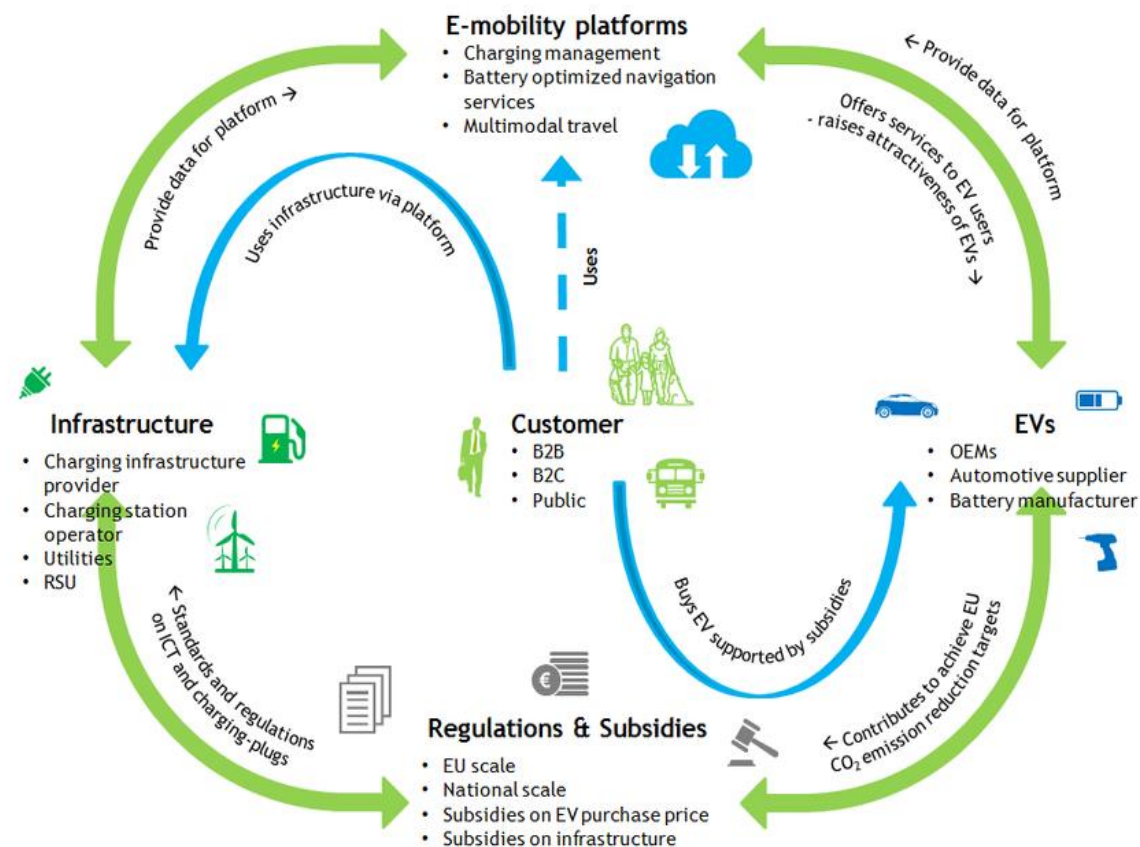 E-mobility platforms
• Charging management
• Battery optimized navigation
services
• Multimodal travel
Provide data for platform →
Uses infrastructure via platform
Uses
← Provide data for platform
Offers services to EV users
- raises attractiveness of EVs →
Infrastructure
• Charging infrastructure
provider
• Charging station
operator
• Utilities
• RSU
Customer
• B2B
• B2C
• Public
EVs
• OEMs
• Automotive supplier
• Battery manufacturer
← Standards and regulations
on ICT and charging-plugs
Buys EV supported by subsidies
← Contributes to achieve EU
CO₂ emission reduction targets
€
Regulations & Subsidies
• EU scale
• National scale
• Subsidies on EV purchase price
• Subsidies on infrastructure